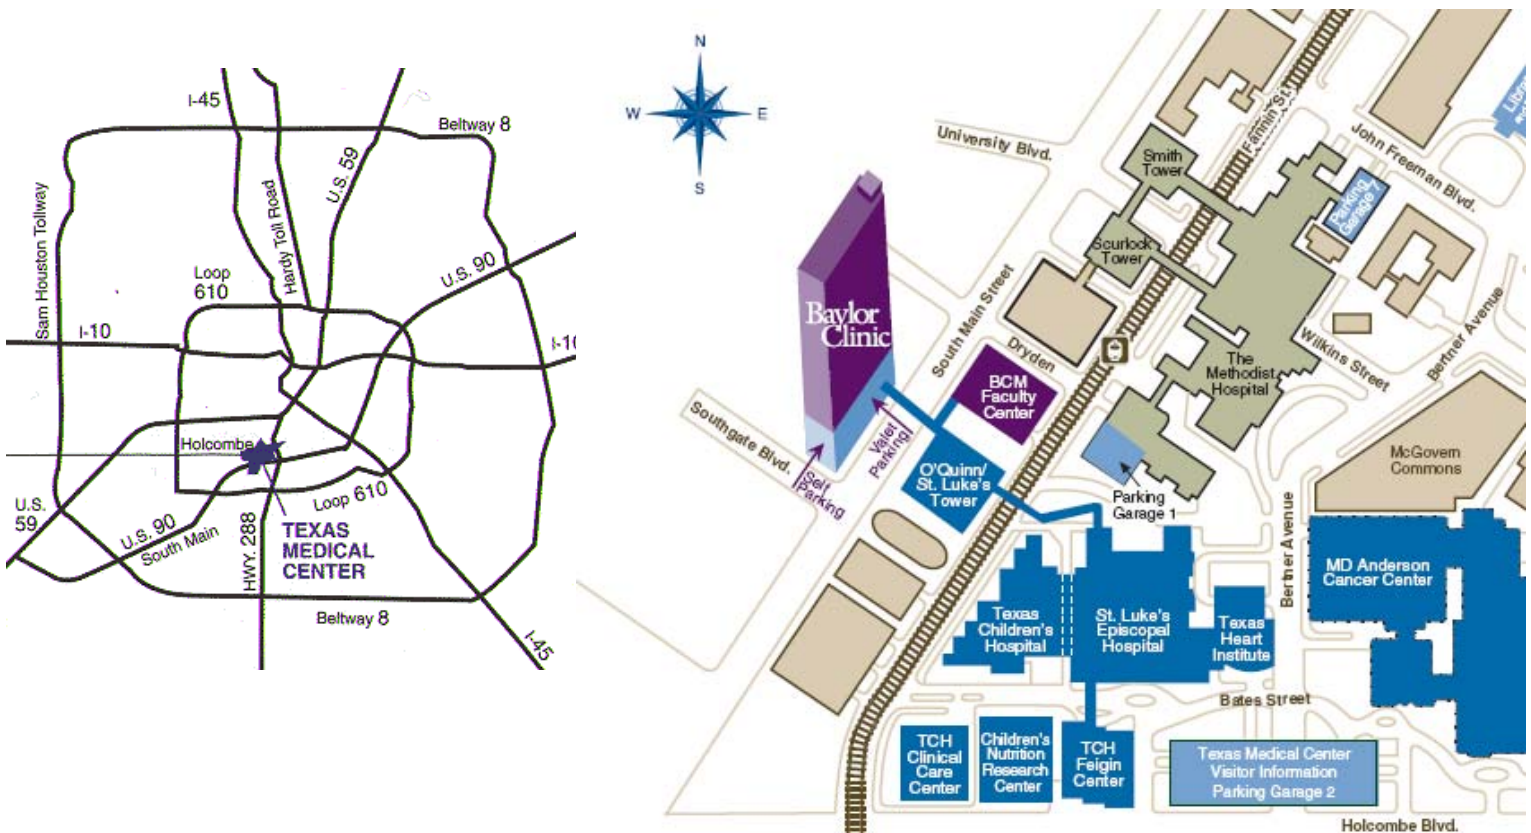 I-45
Beltway 8
U.S. 59
Hardy Toll Road
Sam Houston Tollway
Loop
610
U.S. 90
I-10
I-10
Holcombe
Loop 610
U.S.
59
U.S. 90
South Main
HWY. 288
TEXAS
MEDICAL
CENTER
Beltway 8
I-45
N
W
E
S
University Blvd.
Smith
Tower
Fannin St.
John Freeman Blvd.
Parking
Garage 7
Scurlock
Tower
South Main Street
Baylor
Clinic
Dryden
Wilkins Street
Bertner Avenue
The
Methodist
Hospital
BCM
Faculty
Center
Southgate Blvd.
Valet
Parking
Self
Parking
O'Quinn/
St. Luke's
Tower
Parking
Garage 1
McGovern
Commons
Bertner Avenue
MD Anderson
Cancer Center
Texas
Children's
Hospital
St. Luke's
Episcopal
Hospital
Texas
Heart
Institute
Bates Street
TCH
Clinical
Care
Center
Children's
Nutrition
Research
Center
TCH
Feigin
Center
Texas Medical Center
Visitor Information
Parking Garage 2
Holcombe Blvd.